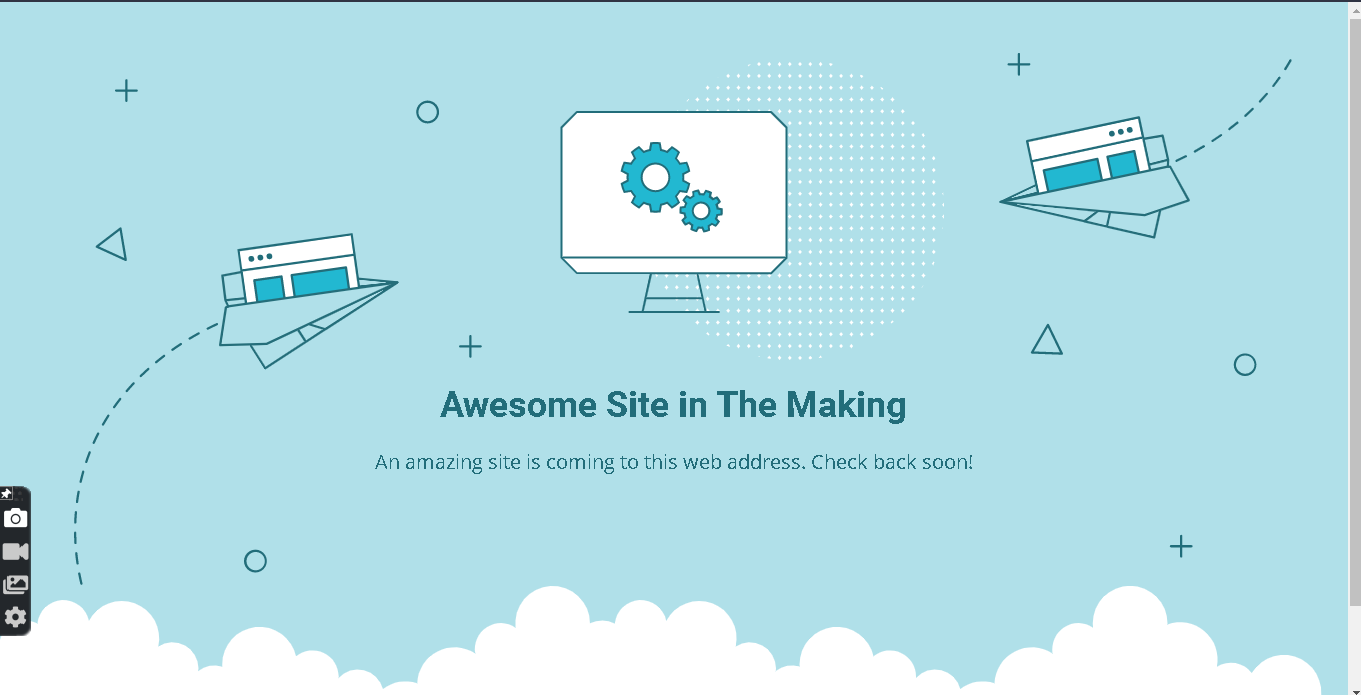 Awesome Site in The Making
An amazing site is coming to this web address. Check back soon!